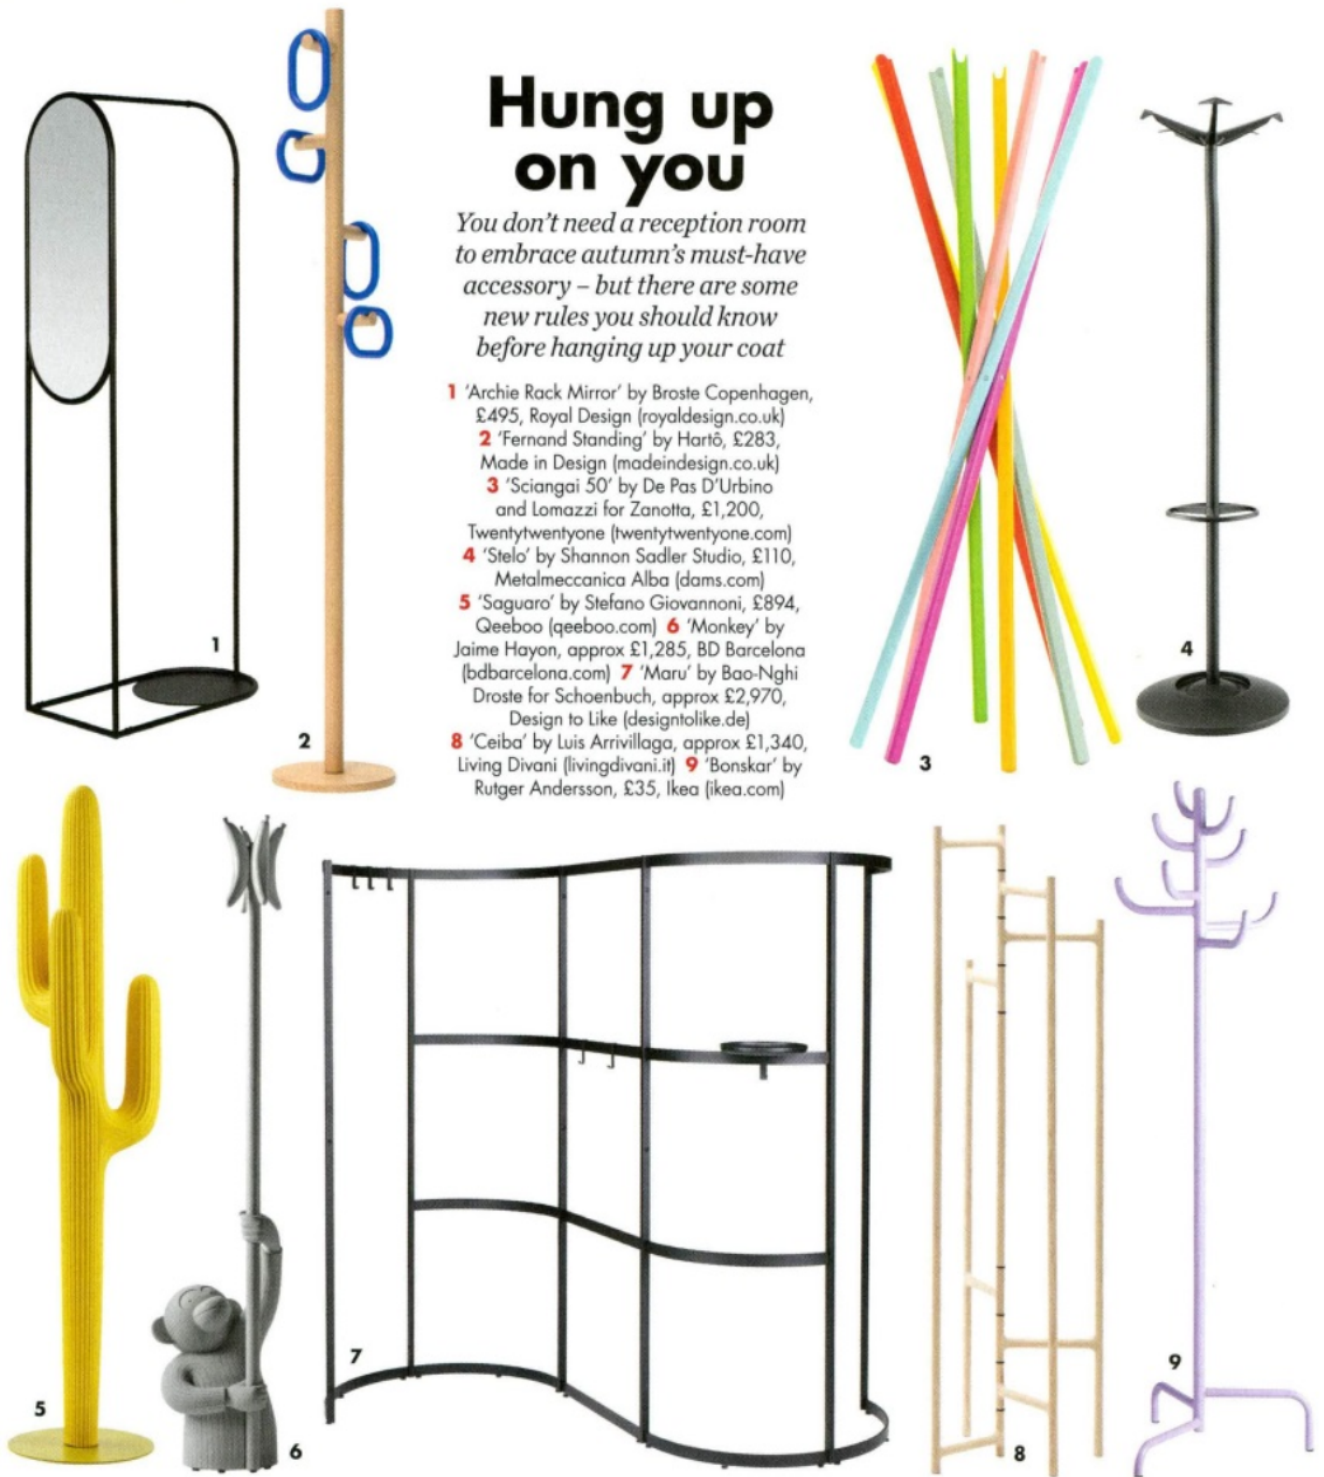 Hung up
on you
You don't need a reception room
to embrace autumn's must-have
accessory – but there are some
new rules you should know
before hanging up your coat
1 'Archie Rack Mirror' by Broste Copenhagen,
£495, Royal Design (royaldesign.co.uk)
2 'Fernand Standing' by Hartô, £283,
Made in Design (madeindesign.co.uk)
3 'Sciangai 50' by De Pas D'Urbino
and Lomazzi for Zanotta, £1,200,
Twentytwentyone (twentytwentyone.com)
4 'Stelo' by Shannon Sadler Studio, £110,
Metalmeccanica Alba (dams.com)
5 'Saguaro' by Stefano Giovannoni, £894,
Qeeboo (qeeboo.com) 6 'Monkey' by
Jaime Hayon, approx £1,285, BD Barcelona
(bdbarcelona.com) 7 'Maru' by Bao-Nghi
Droste for Schoenbuch, approx £2,970,
Design to Like (designtolike.de)
8 'Ceiba' by Luis Arrivillaga, approx £1,340,
Living Divani (livingdivani.it) 9 'Bonskar' by
Rutger Andersson, £35, Ikea (ikea.com)
1
2
3
4
5
6
7
8
9